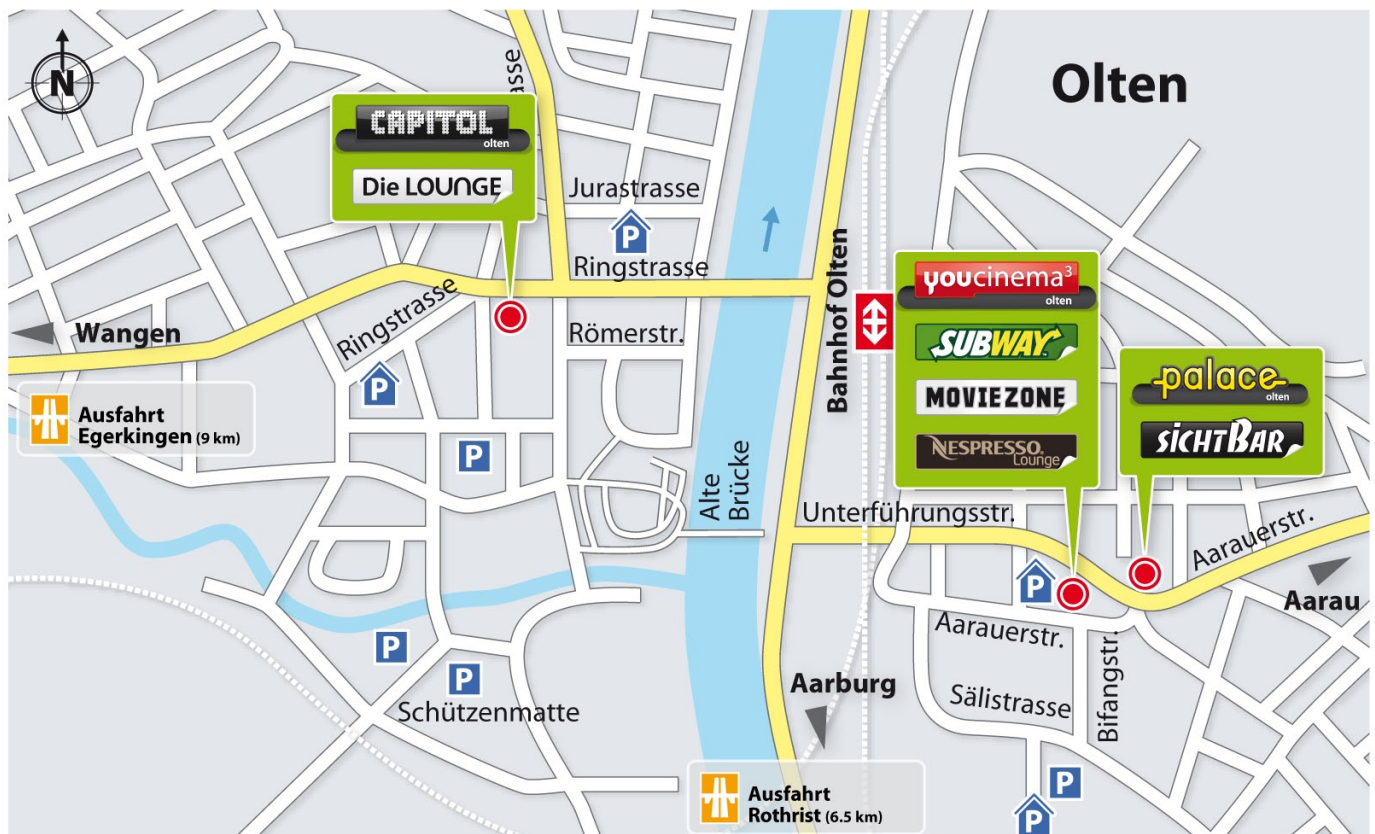 N
Olten
CAPITOL
olten
Die LOUNGE
Jurastrasse
P
Ringstrasse
Bahnhof Olten
youcinema³
olten
SUBWAY
MOVIEZONE
NESPRESSO.
Lounge
palace
olten
SICHTBAR
Wangen
Ringstrasse
Römerstr.
P
Ausfahrt
Egerkingen (9 km)
P
Alte
Brücke
Unterführungsstr.
Aarauerstr.
P
Aarau
Aarauerstr.
Bifangstr.
P
P
Schützenmatte
Aarburg
Sälistrasse
Ausfahrt
Rothrist (6.5 km)
P
P